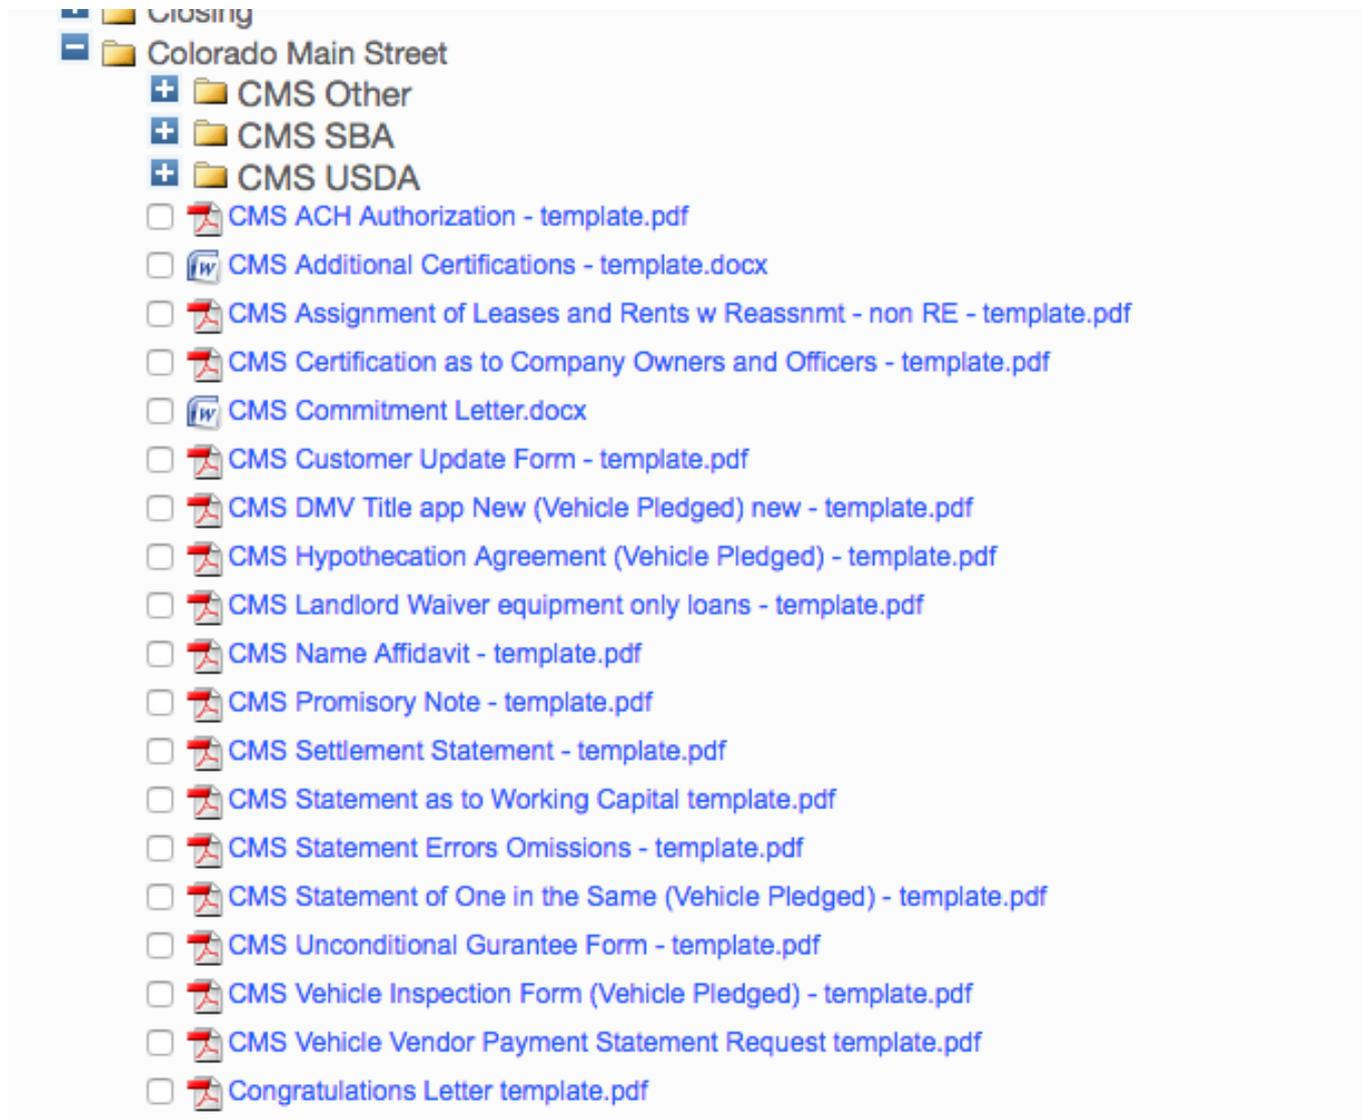 Closing
Colorado Main Street
CMS Other
CMS SBA
CMS USDA
CMS ACH Authorization - template.pdf
CMS Additional Certifications - template.docx
CMS Assignment of Leases and Rents w Reassnmt - non RE - template.pdf
CMS Certification as to Company Owners and Officers - template.pdf
CMS Commitment Letter.docx
CMS Customer Update Form - template.pdf
CMS DMV Title app New (Vehicle Pledged) new - template.pdf
CMS Hypothecation Agreement (Vehicle Pledged) - template.pdf
CMS Landlord Waiver equipment only loans - template.pdf
CMS Name Affidavit - template.pdf
CMS Promisory Note - template.pdf
CMS Settlement Statement - template.pdf
CMS Statement as to Working Capital template.pdf
CMS Statement Errors Omissions - template.pdf
CMS Statement of One in the Same (Vehicle Pledged) - template.pdf
CMS Unconditional Gurantee Form - template.pdf
CMS Vehicle Inspection Form (Vehicle Pledged) - template.pdf
CMS Vehicle Vendor Payment Statement Request template.pdf
Congratulations Letter template.pdf